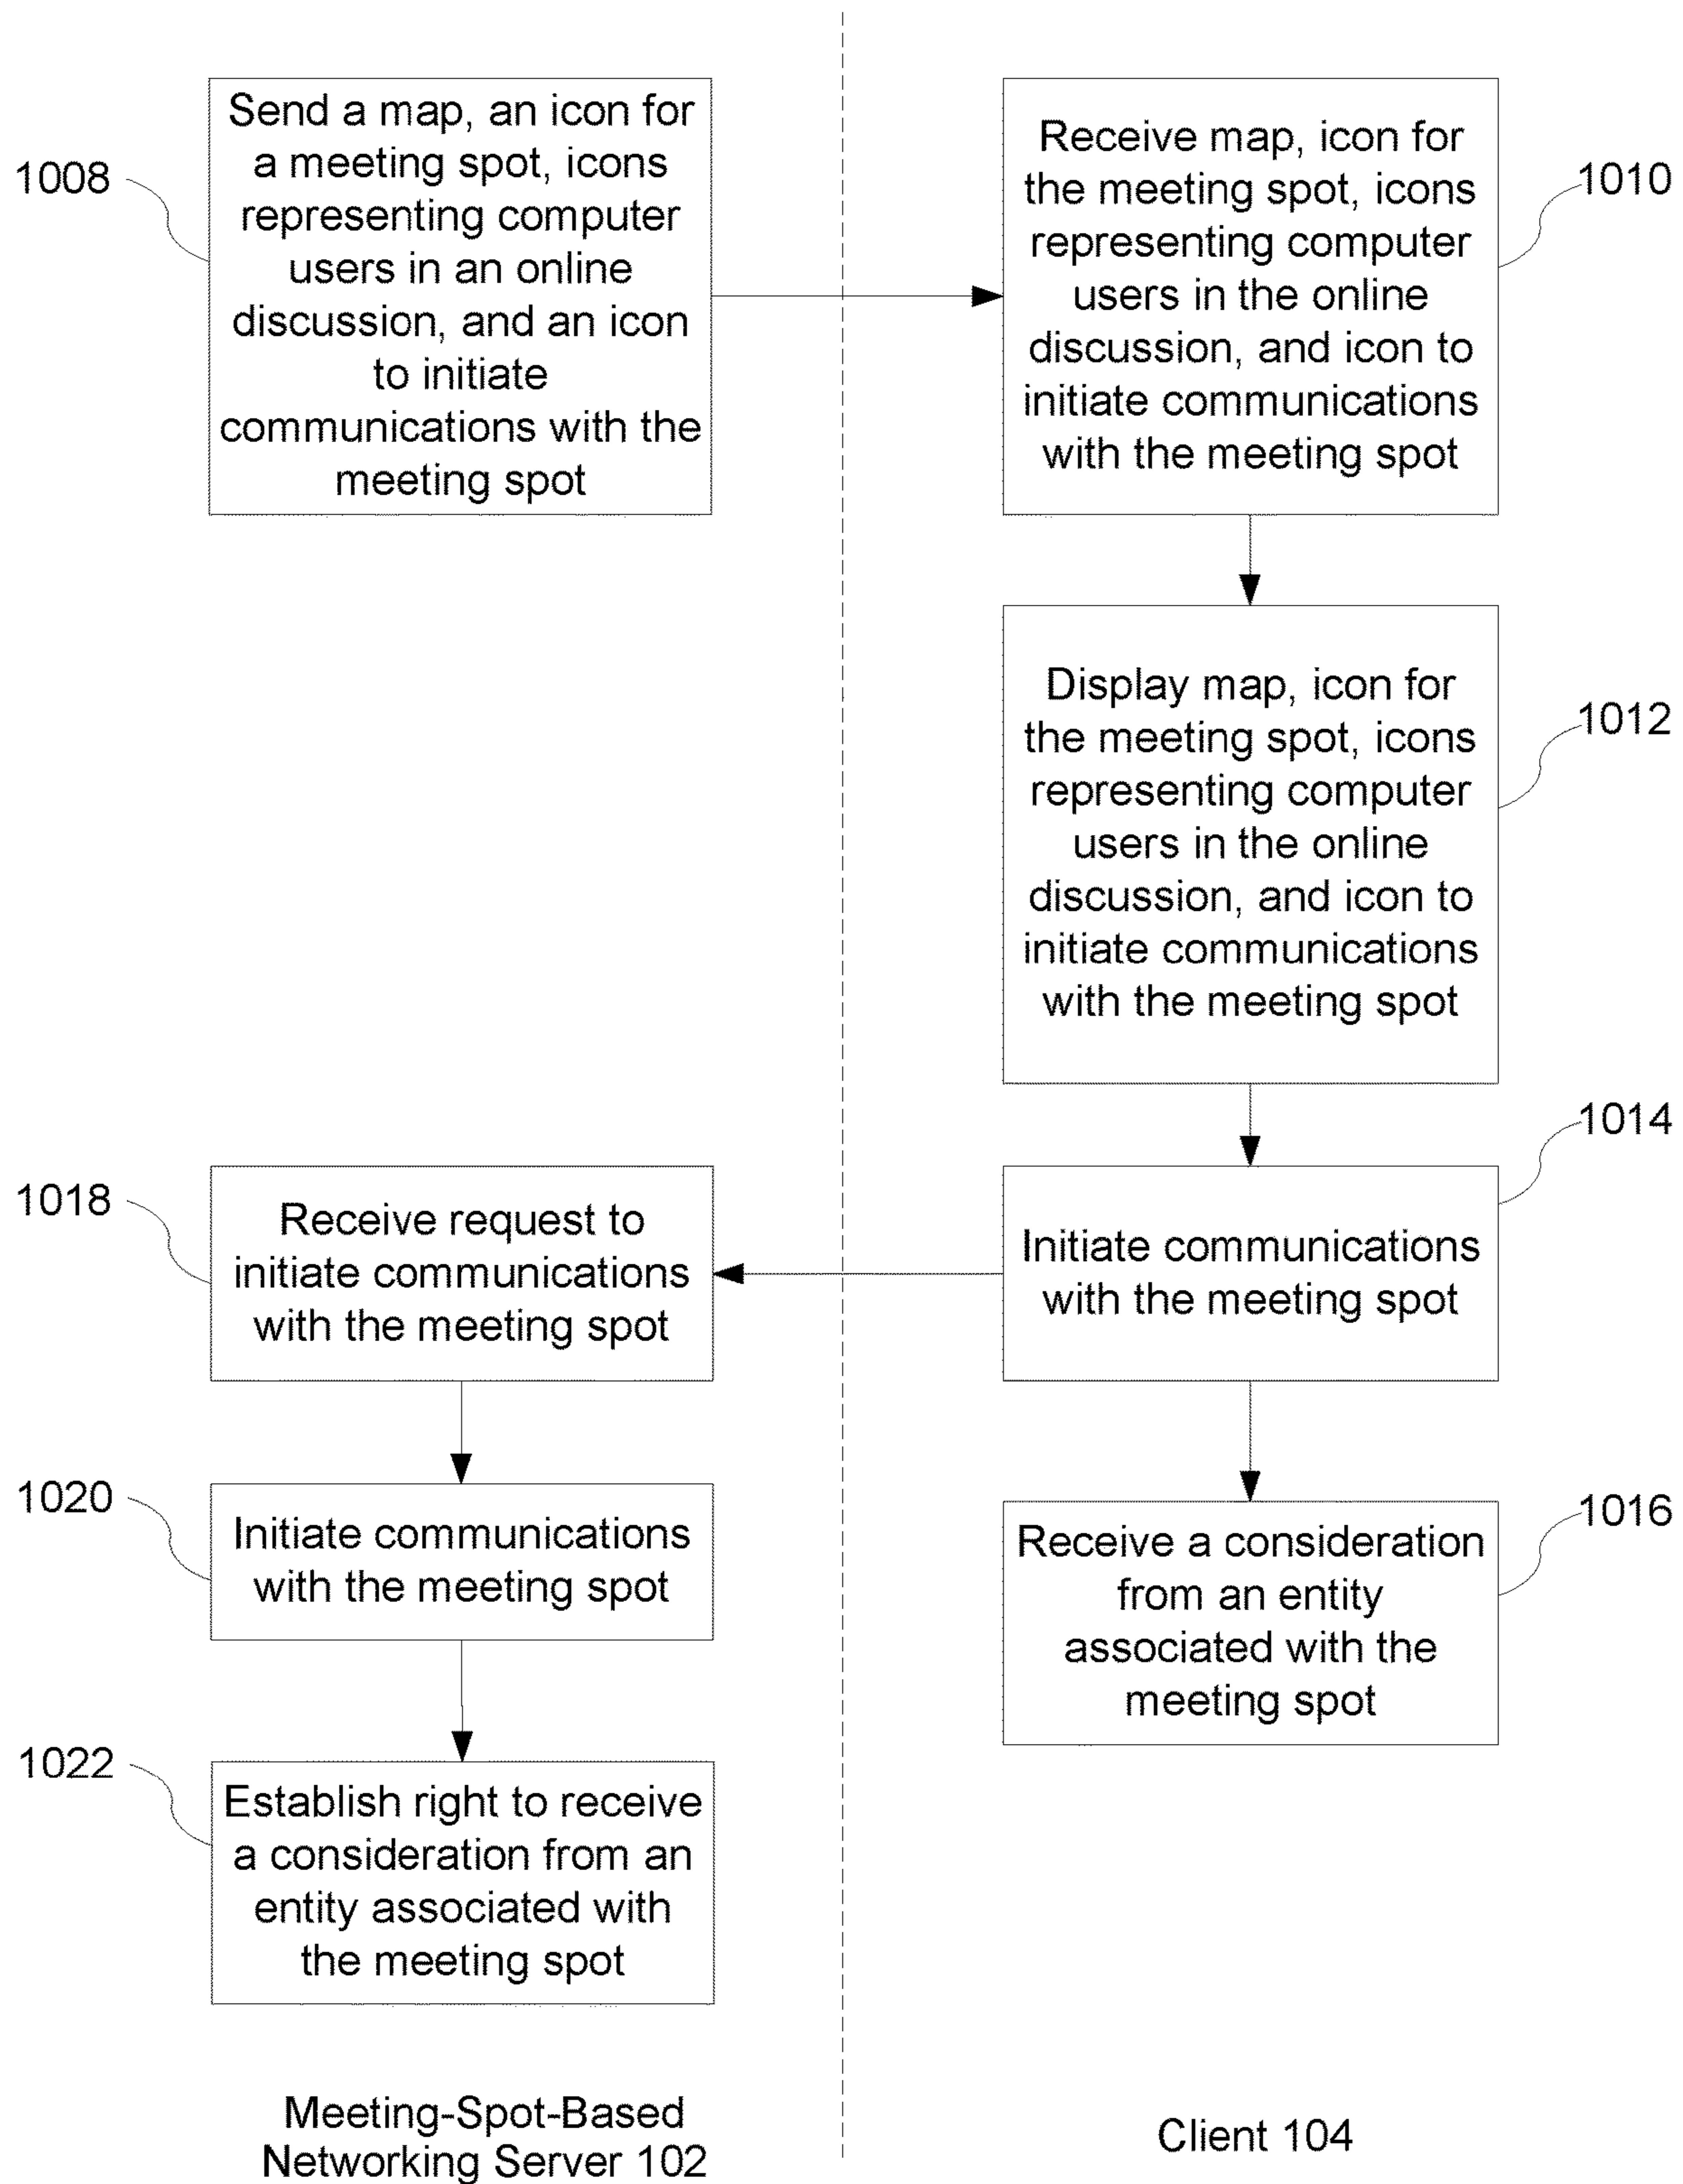 1008
Send a map, an icon for
a meeting spot, icons
representing computer
users in an online
discussion, and an icon
to initiate
communications with the
meeting spot
1010
Receive map, icon for
the meeting spot, icons
representing computer
users in the online
discussion, and icon to
initiate communications
with the meeting spot
1012
Display map, icon for
the meeting spot, icons
representing computer
users in the online
discussion, and icon to
initiate communications
with the meeting spot
1014
Initiate communications
with the meeting spot
1018
Receive request to
initiate communications
with the meeting spot
1016
Receive a consideration
from an entity
associated with the
meeting spot
1020
Initiate communications
with the meeting spot
1022
Establish right to receive
a consideration from an
entity associated with
the meeting spot
Meeting-Spot-Based
Networking Server 102
Client 104